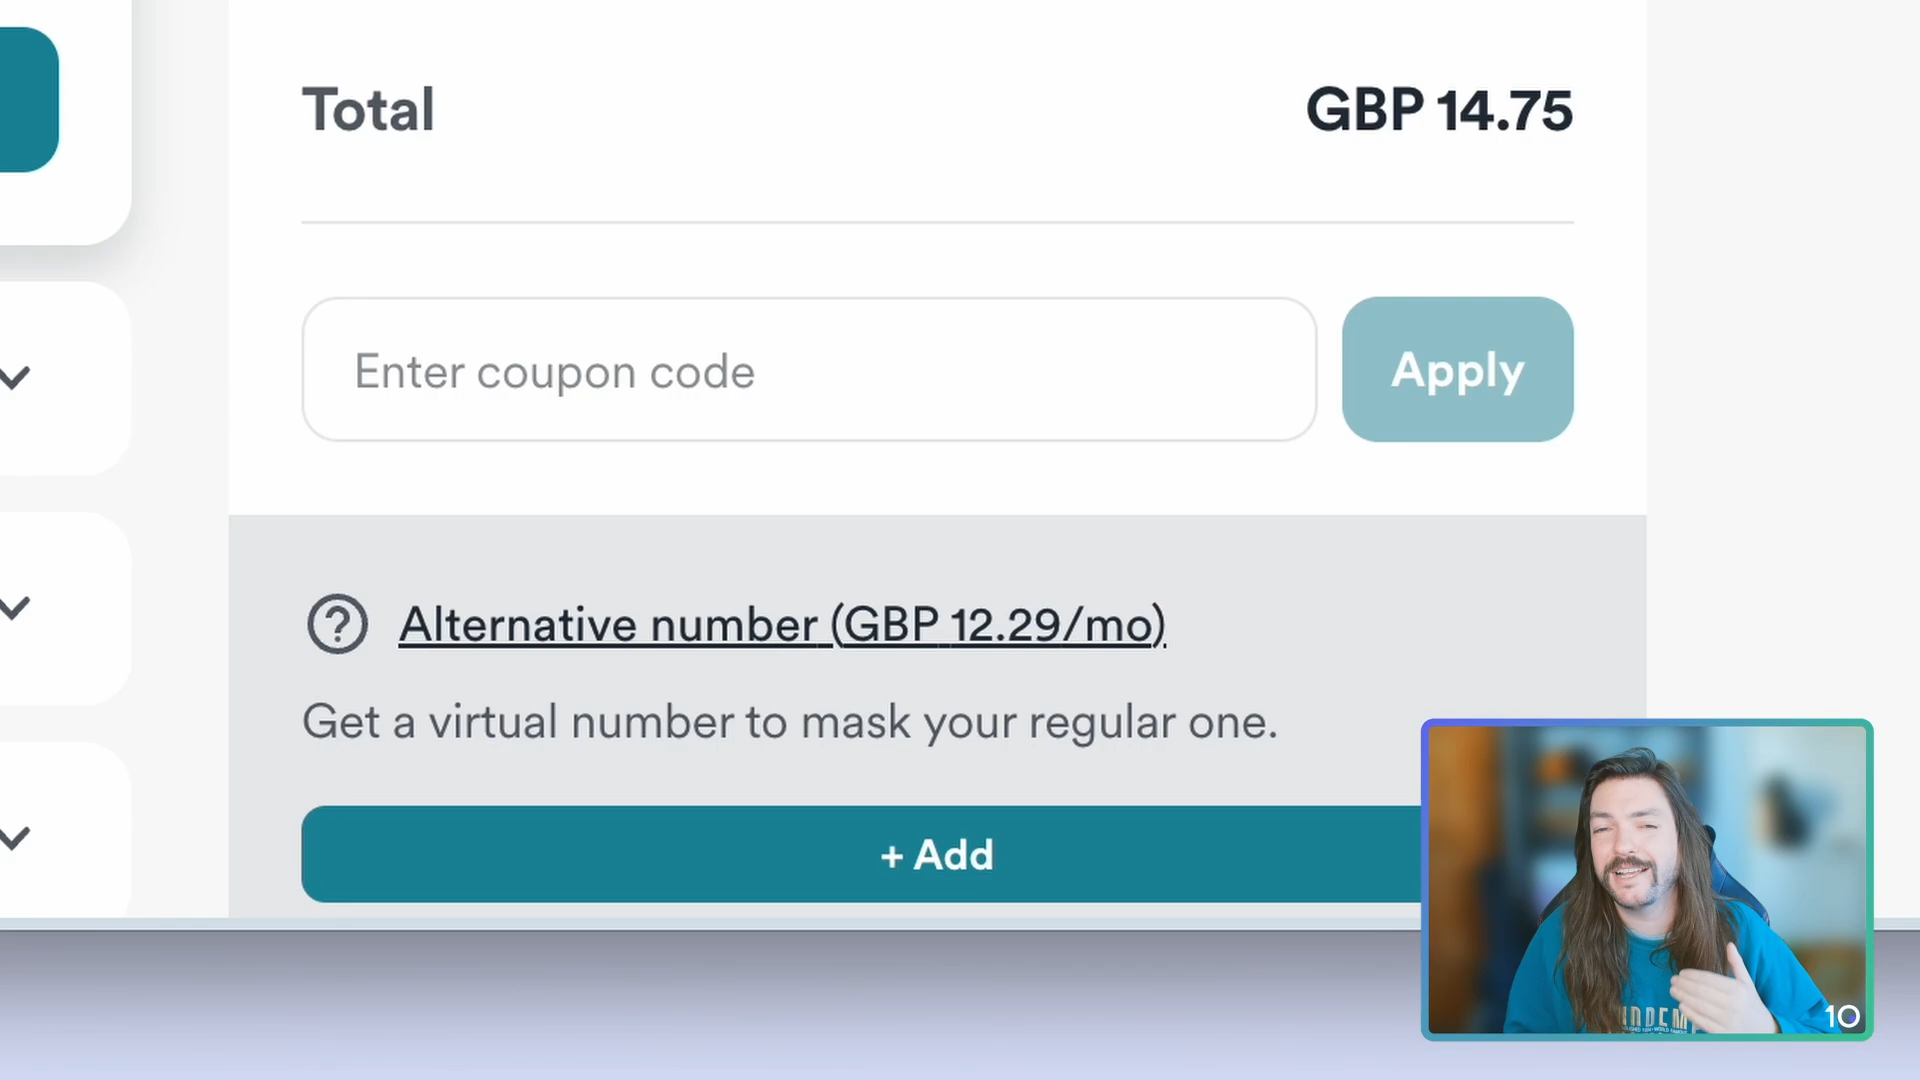 Total
GBP 14.75
Enter coupon code
Apply
Alternative number (GBP 12.29/mo)
Get a virtual number to mask your regular one.
+ Add
10